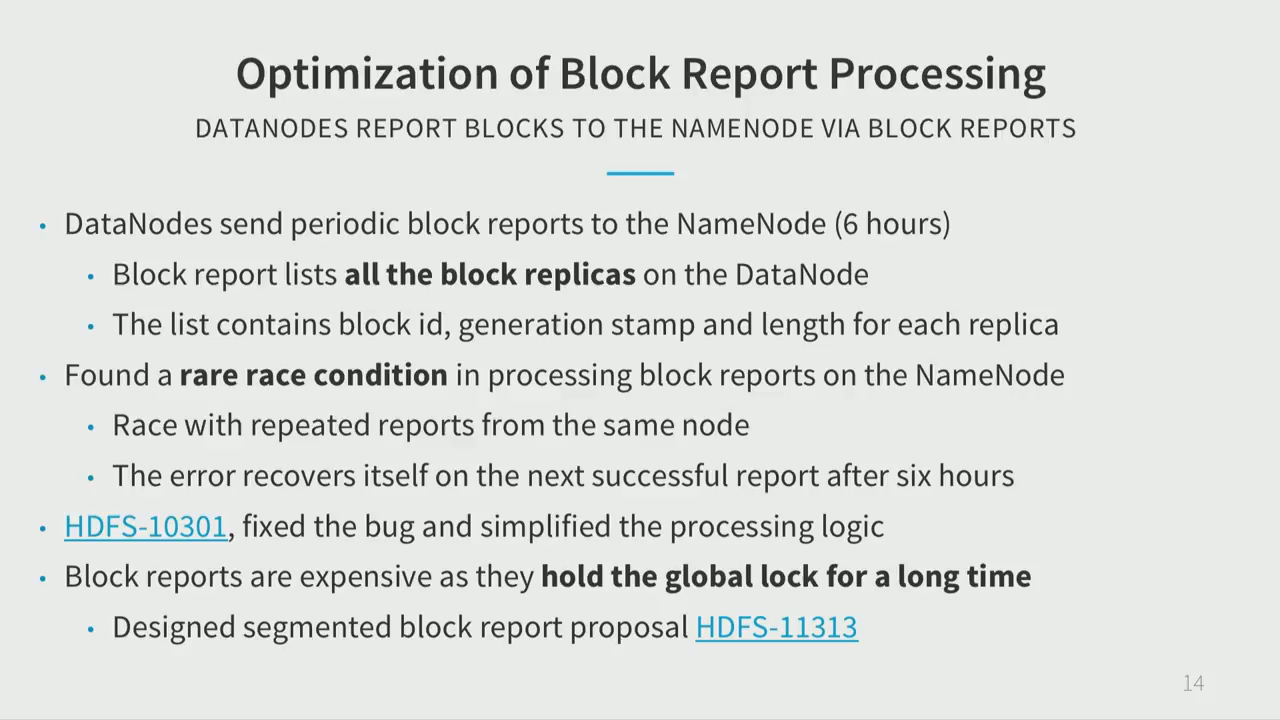 Optimization of Block Report Processing
DATANODES REPORT BLOCKS TO THE NAMENODE VIA BLOCK REPORTS
• DataNodes send periodic block reports to the NameNode (6 hours)
• Block report lists all the block replicas on the DataNode
• The list contains block id, generation stamp and length for each replica
• Found a rare race condition in processing block reports on the NameNode
• Race with repeated reports from the same node
• The error recovers itself on the next successful report after six hours
• HDFS-10301, fixed the bug and simplified the processing logic
• Block reports are expensive as they hold the global lock for a long time
• Designed segmented block report proposal HDFS-11313
14